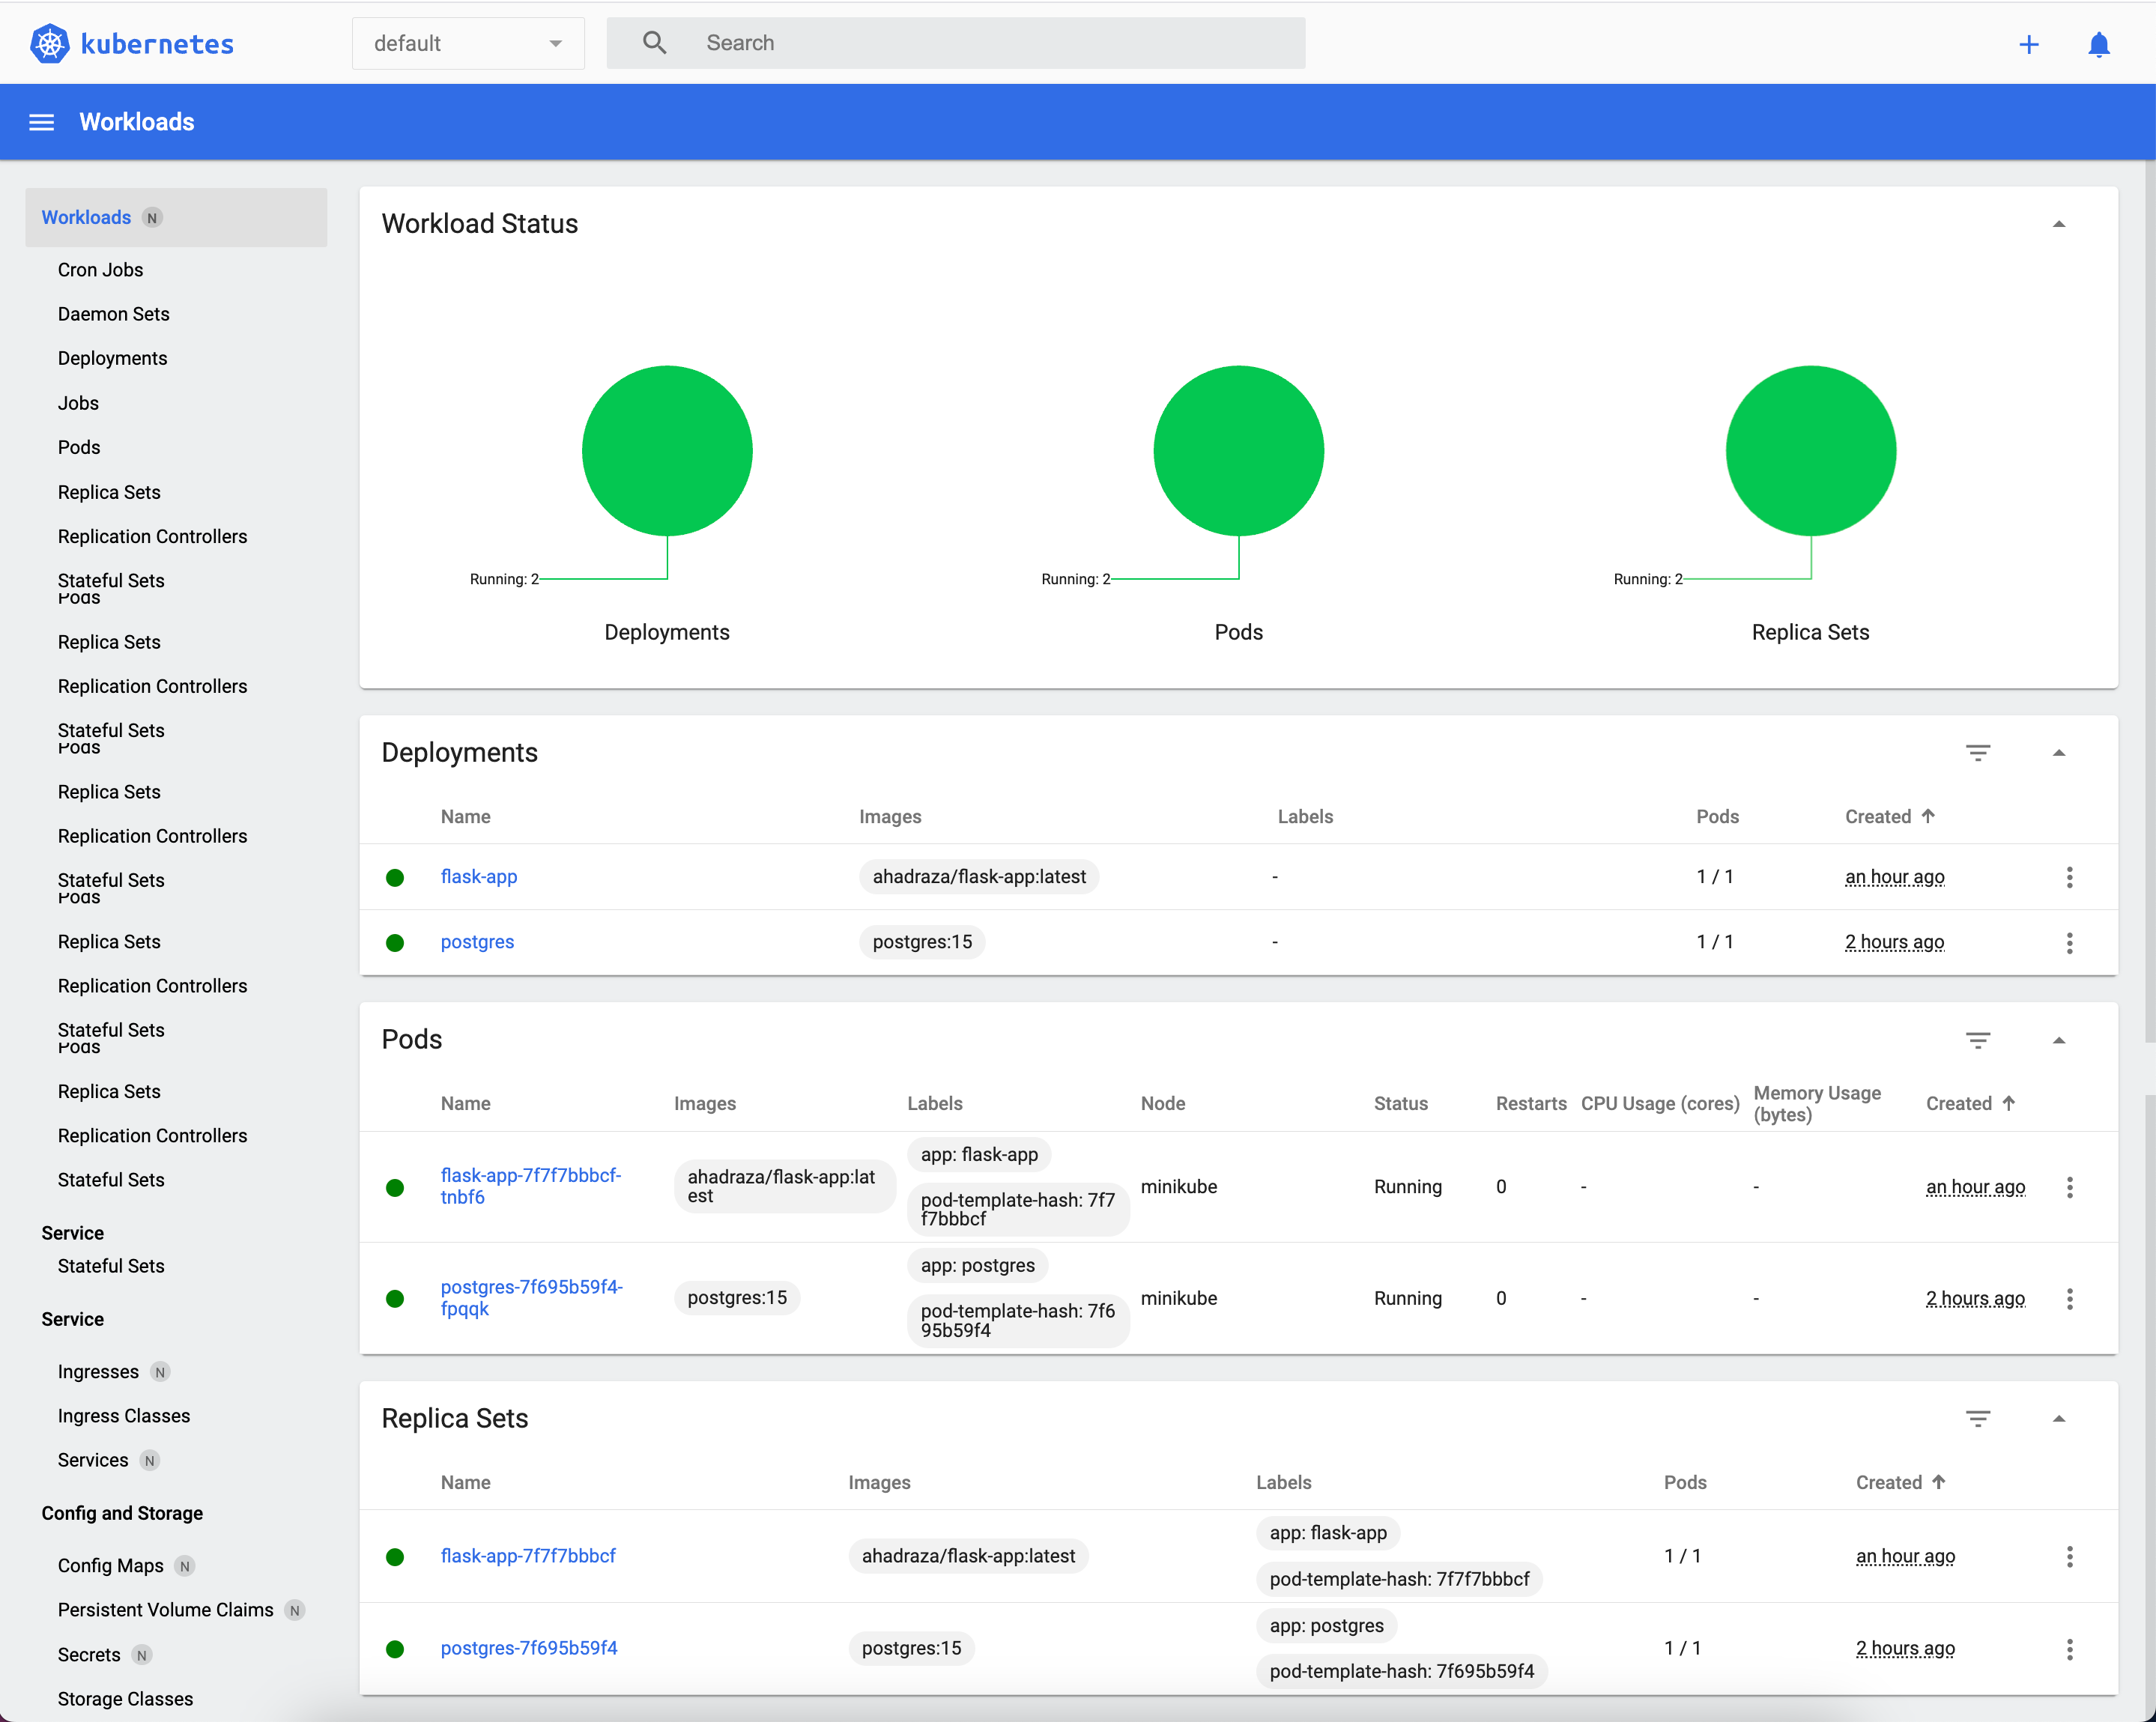 kubernetes
default
Search
Workloads
Workloads N
Cron Jobs
Daemon Sets
Deployments
Jobs
Pods
Replica Sets
Replication Controllers
Stateful Sets
Pods
Replica Sets
Replication Controllers
Stateful Sets
Pods
Replica Sets
Replication Controllers
Stateful Sets
Pods
Replica Sets
Replication Controllers
Stateful Sets
Pods
Replica Sets
Replication Controllers
Stateful Sets
Service
Stateful Sets
Service
Ingresses N
Ingress Classes
Services N
Config and Storage
Config Maps N
Persistent Volume Claims N
Secrets N
Storage Classes
Workload Status
Running: 2
Deployments
Running: 2
Pods
Running: 2
Replica Sets
Deployments
Name Images Labels Pods Created
flask-app ahadraza/flask-app:latest - 1 / 1 an hour ago
postgres postgres:15 - 1 / 1 2 hours ago
Pods
Name Images Labels Node Status Restarts CPU Usage (cores) Memory Usage
(bytes) Created
app: flask-app
flask-app-7f7f7bbbcf-
tnbf6
ahadraza/flask-app:lat
est
pod-template-hash: 7f7
f7bbbcf
minikube Running 0 - - an hour ago
app: postgres
postgres-7f695b59f4-
fpqqk
postgres:15
pod-template-hash: 7f6
95b59f4
minikube Running 0 - - 2 hours ago
Replica Sets
Name Images Labels Pods Created
app: flask-app
flask-app-7f7f7bbbcf ahadraza/flask-app:latest 1 / 1 an hour ago
pod-template-hash: 7f7f7bbbcf
app: postgres
postgres-7f695b59f4 postgres:15 1 / 1 2 hours ago
pod-template-hash: 7f695b59f4